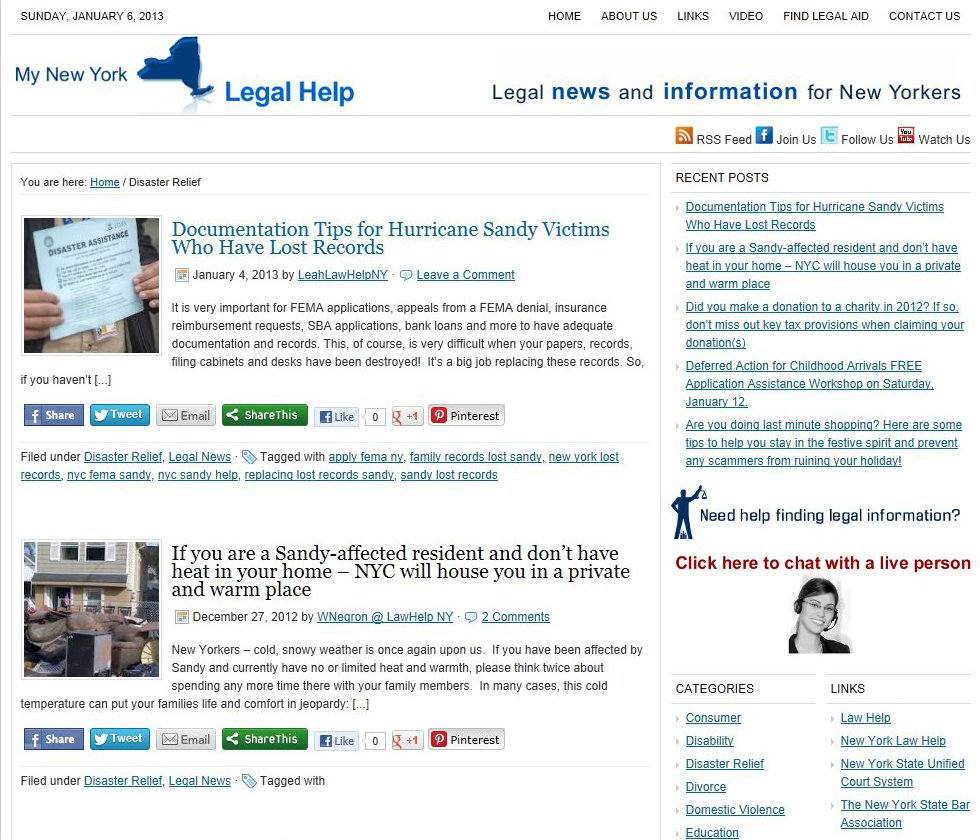 SUNDAY, JANUARY 6, 2013
HOME ABOUT US LINKS VIDEO FIND LEGAL AID CONTACT US
My New York Legal Help
Legal news and information for New Yorkers
RSS Feed Join Us Follow Us You Tube Watch Us
You are here: Home / Disaster Relief
DISASTER ASSISTANCE
Documentation Tips for Hurricane Sandy Victims
Who Have Lost Records
January 4, 2013 by LeahLawHelpNY · Leave a Comment
It is very important for FEMA applications, appeals from a FEMA denial, insurance
reimbursement requests, SBA applications, bank loans and more to have adequate
documentation and records. This, of course, is very difficult when your papers, records,
filing cabinets and desks have been destroyed! It's a big job replacing these records. So,
if you haven't [...]
Share Tweet Email ShareThis Like 0 +1 Pinterest
Filed under Disaster Relief, Legal News · Tagged with apply fema ny, family records lost sandy, new york lost
records, nyc fema sandy, nyc sandy help, replacing lost records sandy, sandy lost records
If you are a Sandy-affected resident and don't have
heat in your home – NYC will house you in a private
and warm place
December 27, 2012 by WNegron @ LawHelp NY · 2 Comments
New Yorkers – cold, snowy weather is once again upon us. If you have been affected by
Sandy and currently have no or limited heat and warmth, please think twice about
spending any more time there with your family members. In many cases, this cold
temperature can put your families life and comfort in jeopardy: [...]
Share Tweet Email ShareThis Like 0 +1 Pinterest
Filed under Disaster Relief, Legal News · Tagged with
RECENT POSTS
Documentation Tips for Hurricane Sandy Victims
Who Have Lost Records
If you are a Sandy-affected resident and don't have
heat in your home – NYC will house you in a private
and warm place
Did you make a donation to a charity in 2012? If so,
don't miss out key tax provisions when claiming your
donation(s)
Deferred Action for Childhood Arrivals FREE
Application Assistance Workshop on Saturday,
January 12.
Are you doing last minute shopping? Here are some
tips to help you stay in the festive spirit and prevent
any scammers from ruining your holiday!
Need help finding legal information?
Click here to chat with a live person
CATEGORIES
Consumer
Disability
Disaster Relief
Divorce
Domestic Violence
Education
LINKS
Law Help
New York Law Help
New York State Unified
Court System
The New York State Bar
Association